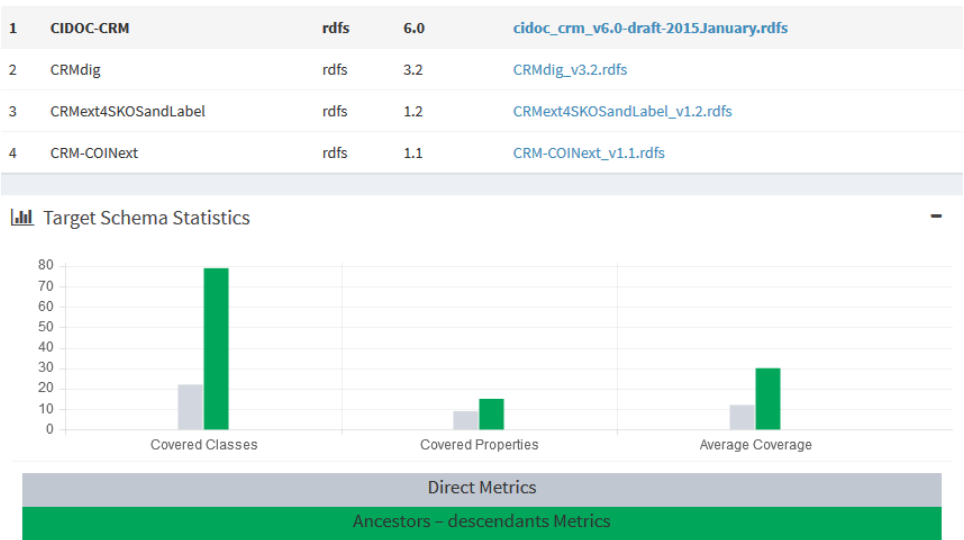 1 CIDOC-CRM rdfs 6.0 cidoc_crm_v6.0-draft-2015January.rdfs
2 CRMdig rdfs 3.2 CRMdig_v3.2.rdfs
3 CRMext4SKOSandLabel rdfs 1.2 CRMext4SKOSandLabel_v1.2.rdfs
4 CRM-COINext rdfs 1.1 CRM-COINext_v1.1.rdfs
Target Schema Statistics
80
70
60
50
40
30
20
10
0
Covered Classes Covered Properties Average Coverage
Direct Metrics
Ancestors – descendants Metrics